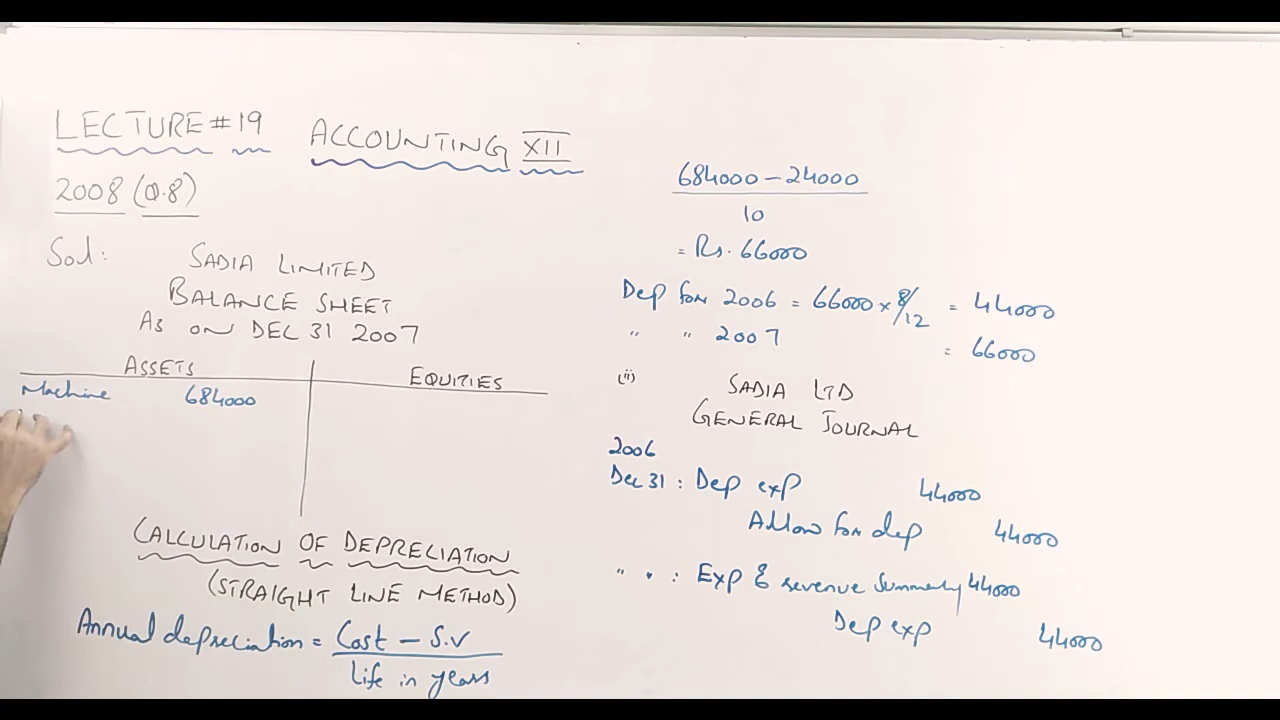 LECTURE #19 ACCOUNTING XII
2008 (Q.8)
Sol: SADIA LIMITED
BALANCE SHEET
AS ON DEC 31 2007
ASSETS EQUITIES
Machine 684000
CALCULATION OF DEPRECIATION
(STRAIGHT LINE METHOD)
Annual depreciation = Cost - S.V
Life in years
684000 - 24000
10
= Rs. 66000
Dep for 2006 = 66000 x 8/12 = 44000
" " 2007 = 66000
(ii) SADIA LTD
GENERAL JOURNAL
2006
Dec 31 : Dep exp 44000
Allow for dep 44000
" " : Exp & revenue Summary 44000
Dep exp 44000